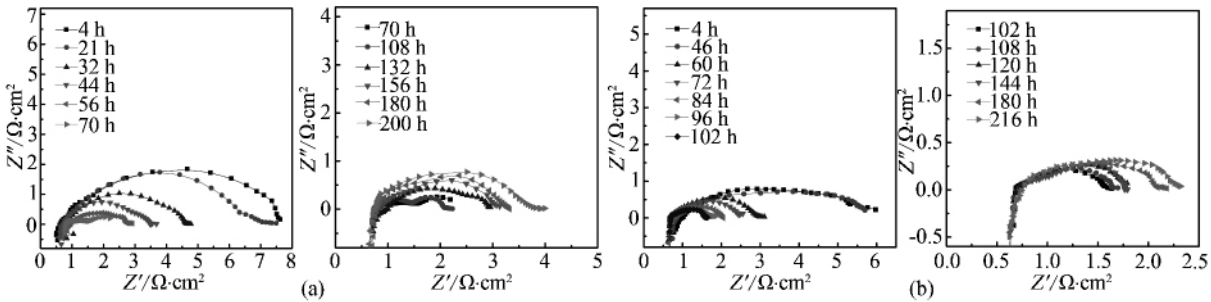 7
6
5
4
3
2
1
0
Z″/Ω·cm²
4 h
21 h
32 h
44 h
56 h
70 h
0 1 2 3 4 5 6 7 8
Z′/Ω·cm²
4
3
2
1
0
Z″/Ω·cm²
70 h
108 h
132 h
156 h
180 h
200 h
0 1 2 3 4 5
Z′/Ω·cm²
(a)
5
4
3
2
1
0
Z″/Ω·cm²
4 h
46 h
60 h
72 h
84 h
96 h
102 h
0 1 2 3 4 5 6
Z′/Ω·cm²
1.5
1.0
0.5
0.0
-0.5
Z″/Ω·cm²
102 h
108 h
120 h
144 h
180 h
216 h
0.0 0.5 1.0 1.5 2.0 2.5
Z′/Ω·cm²
(b)